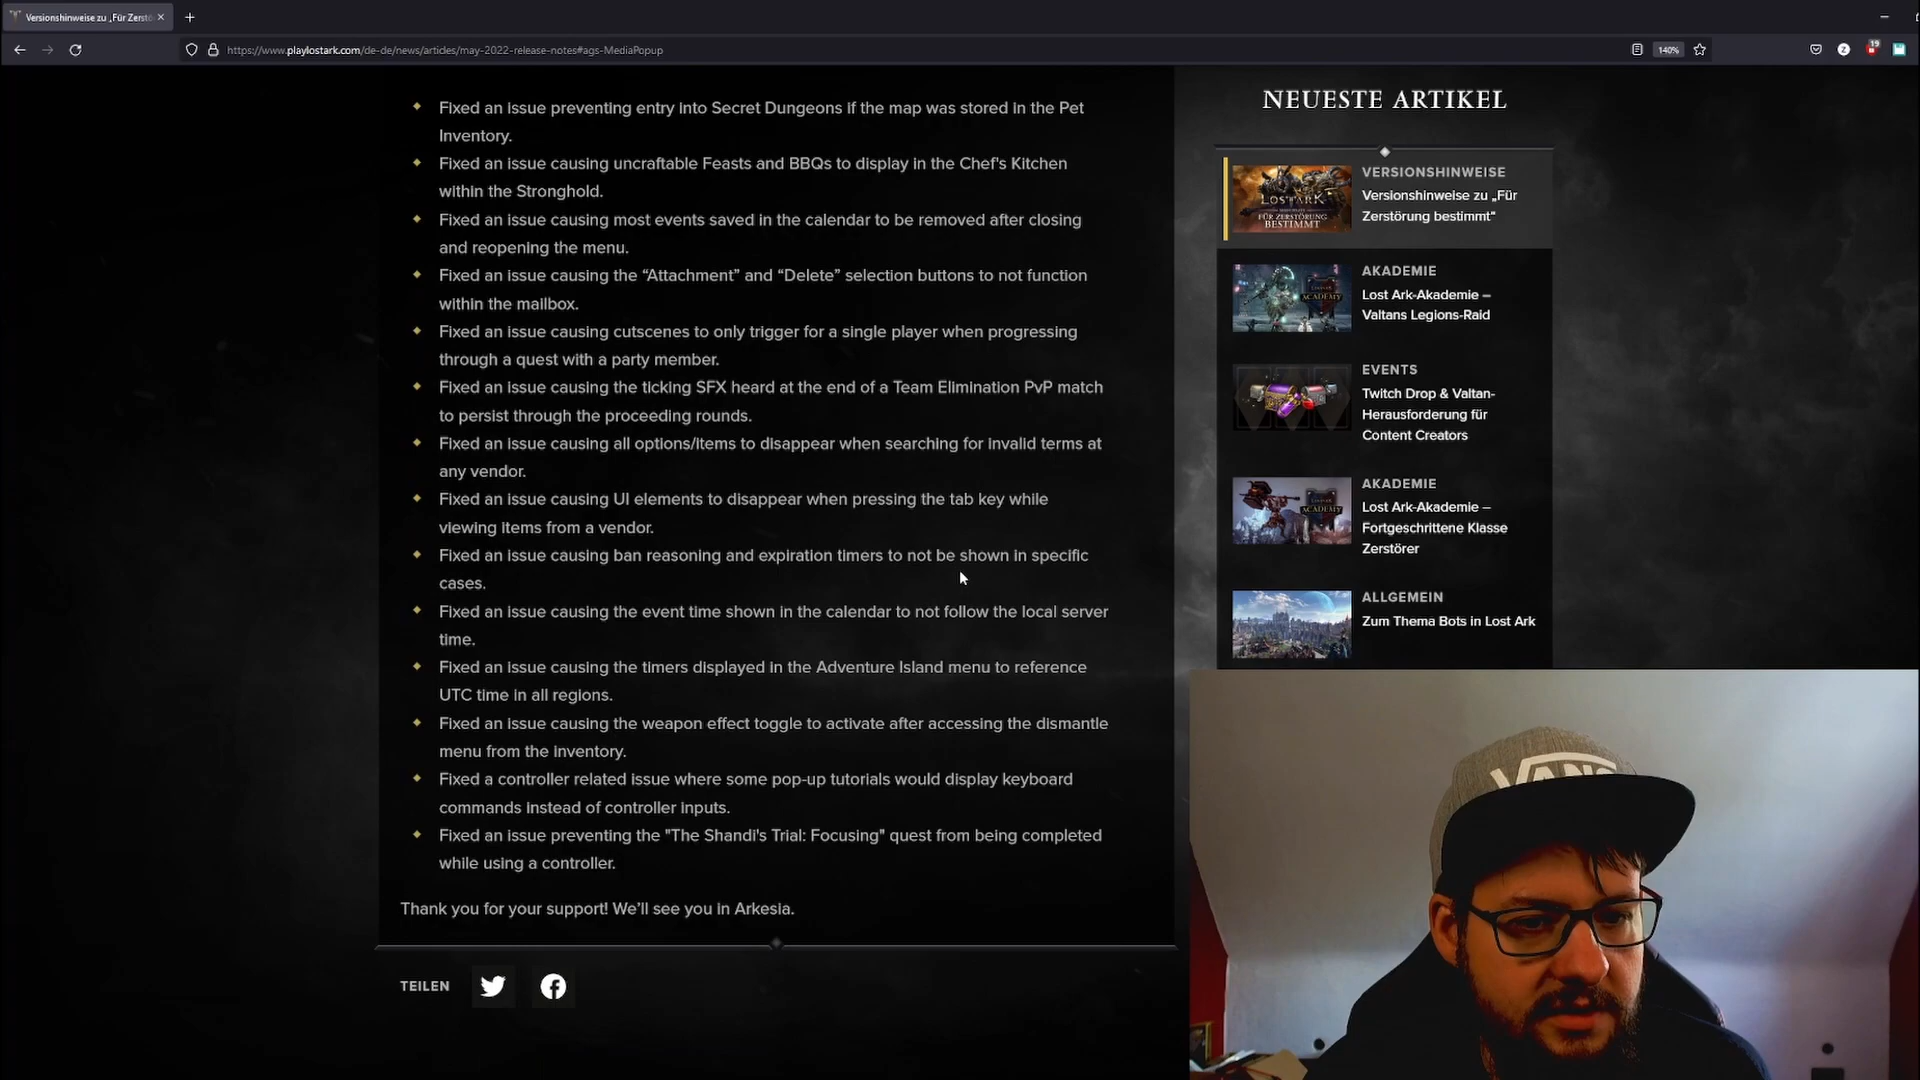 Versionshinweise zu „Für Zerstö
https://www.playlostark.com/de-de/news/articles/may-2022-release-notes#ags-MediaPopup
140%
19
Fixed an issue preventing entry into Secret Dungeons if the map was stored in the Pet
Inventory.
Fixed an issue causing uncraftable Feasts and BBQs to display in the Chef's Kitchen
within the Stronghold.
Fixed an issue causing most events saved in the calendar to be removed after closing
and reopening the menu.
Fixed an issue causing the “Attachment” and “Delete” selection buttons to not function
within the mailbox.
Fixed an issue causing cutscenes to only trigger for a single player when progressing
through a quest with a party member.
Fixed an issue causing the ticking SFX heard at the end of a Team Elimination PvP match
to persist through the proceeding rounds.
Fixed an issue causing all options/items to disappear when searching for invalid terms at
any vendor.
Fixed an issue causing UI elements to disappear when pressing the tab key while
viewing items from a vendor.
Fixed an issue causing ban reasoning and expiration timers to not be shown in specific
cases.
Fixed an issue causing the event time shown in the calendar to not follow the local server
time.
Fixed an issue causing the timers displayed in the Adventure Island menu to reference
UTC time in all regions.
Fixed an issue causing the weapon effect toggle to activate after accessing the dismantle
menu from the inventory.
Fixed a controller related issue where some pop-up tutorials would display keyboard
commands instead of controller inputs.
Fixed an issue preventing the "The Shandi's Trial: Focusing" quest from being completed
while using a controller.
Thank you for your support! We’ll see you in Arkesia.
TEILEN
NEUESTE ARTIKEL
LOST ARK
FÜR ZERSTÖRUNG
BESTIMMT
VERSIONSHINWEISE
Versionshinweise zu „Für
Zerstörung bestimmt“
ACADEMY
AKADEMIE
Lost Ark-Akademie –
Valtans Legions-Raid
EVENTS
Twitch Drop & Valtan-
Herausforderung für
Content Creators
ACADEMY
AKADEMIE
Lost Ark-Akademie –
Fortgeschrittene Klasse
Zerstörer
ALLGEMEIN
Zum Thema Bots in Lost Ark
VANS